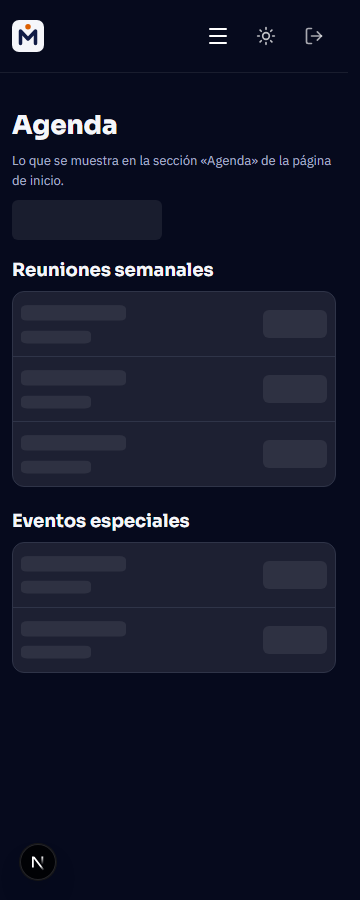 M
Agenda
Lo que se muestra en la sección «Agenda» de la página
de inicio.
Reuniones semanales
Eventos especiales
N